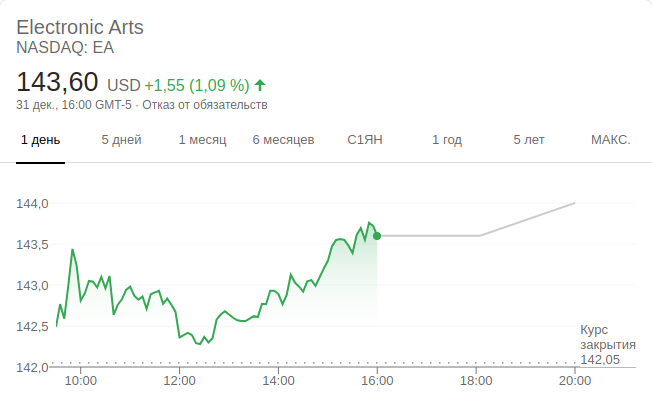 Electronic Arts
NASDAQ: EA
143,60 USD +1,55 (1,09 %)
31 дек., 16:00 GMT-5 · Отказ от обязательств
1 день 5 дней 1 месяц 6 месяцев С1ЯН 1 год 5 лет МАКС.
144,0
143,5
143,0
142,5
Курс
закрытия
142,05
142,0
10:00 12:00 14:00 16:00 18:00 20:00